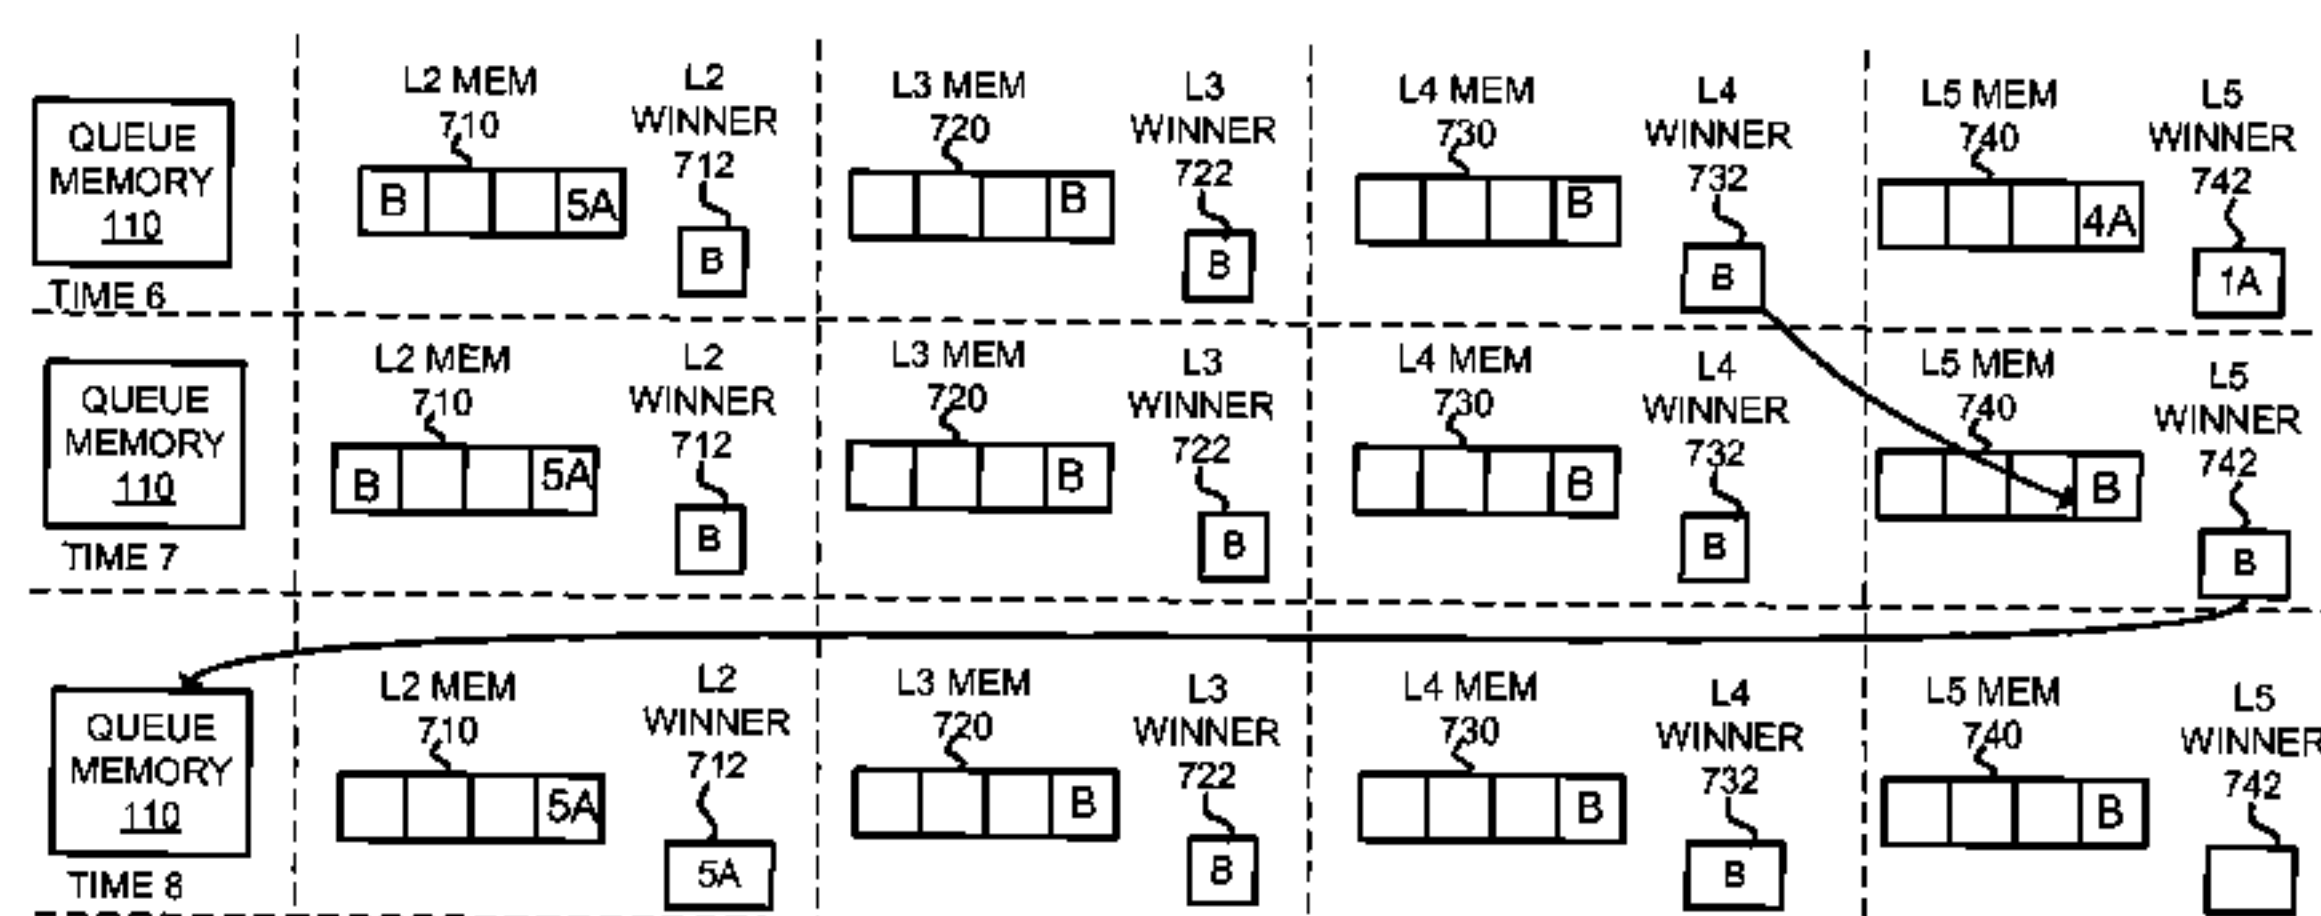 QUEUE
MEMORY
110
TIME 6
L2 MEM
710
B 5A
L2
WINNER
712
B
L3 MEM
720
B
L3
WINNER
722
B
L4 MEM
730
B
L4
WINNER
732
B
L5 MEM
740
4A
L5
WINNER
742
1A
QUEUE
MEMORY
110
TIME 7
L2 MEM
710
B 5A
L2
WINNER
712
B
L3 MEM
720
B
L3
WINNER
722
B
L4 MEM
730
B
L4
WINNER
732
B
L5 MEM
740
B
L5
WINNER
742
B
QUEUE
MEMORY
110
TIME 8
L2 MEM
710
5A
L2
WINNER
712
5A
L3 MEM
720
B
L3
WINNER
722
B
L4 MEM
730
B
L4
WINNER
732
B
L5 MEM
740
B
L5
WINNER
742